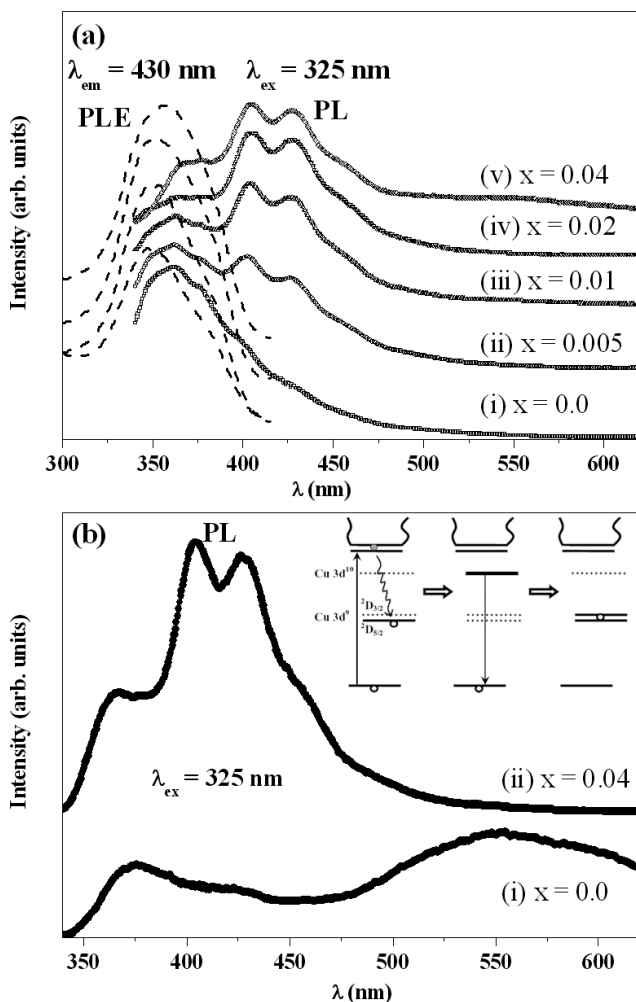 (a)
λem = 430 nm λex = 325 nm
PLE PL
Intensity (arb. units)
(v) x = 0.04
(iv) x = 0.02
(iii) x = 0.01
(ii) x = 0.005
(i) x = 0.0
300 350 400 450 500 550 600
λ (nm)
(b)
PL
Cu 3d¹⁰
Cu 3d⁹
²D3/2
²D5/2
Intensity (arb. units)
λex = 325 nm
(ii) x = 0.04
(i) x = 0.0
350 400 450 500 550 600
λ (nm)